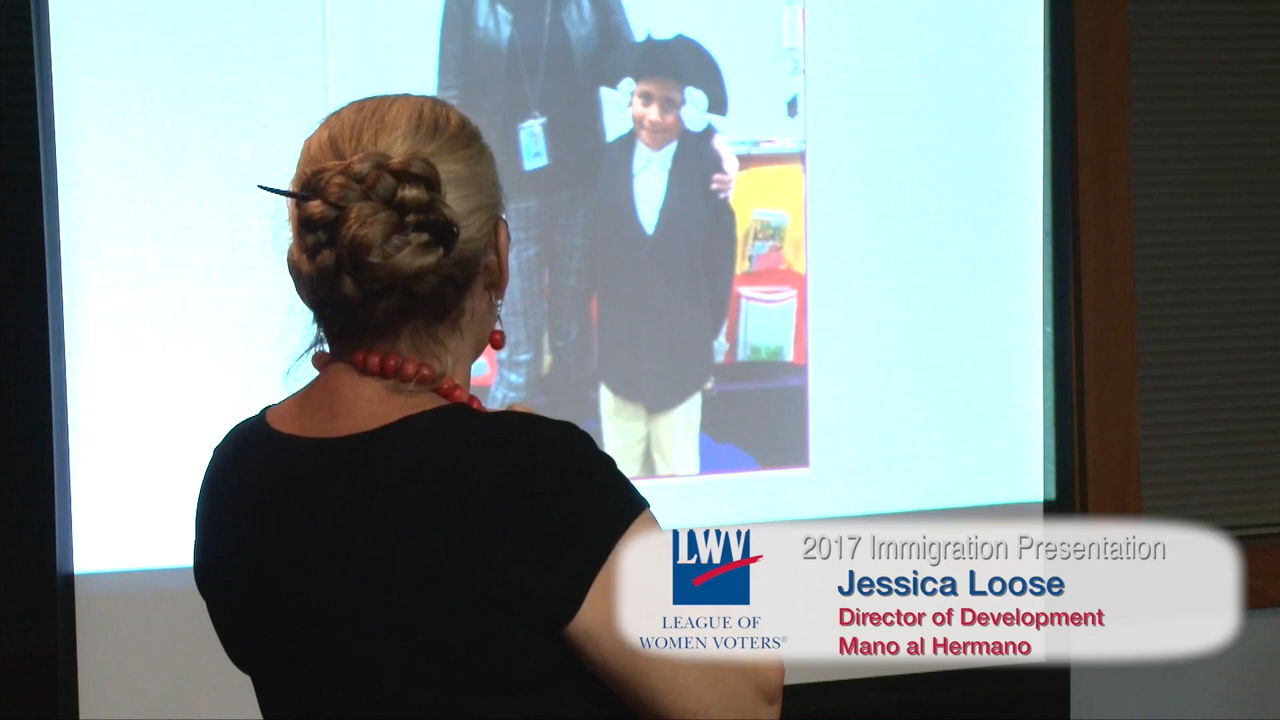 LWV
LEAGUE OF
WOMEN VOTERS®
2017 Immigration Presentation
Jessica Loose
Director of Development
Mano al Hermano